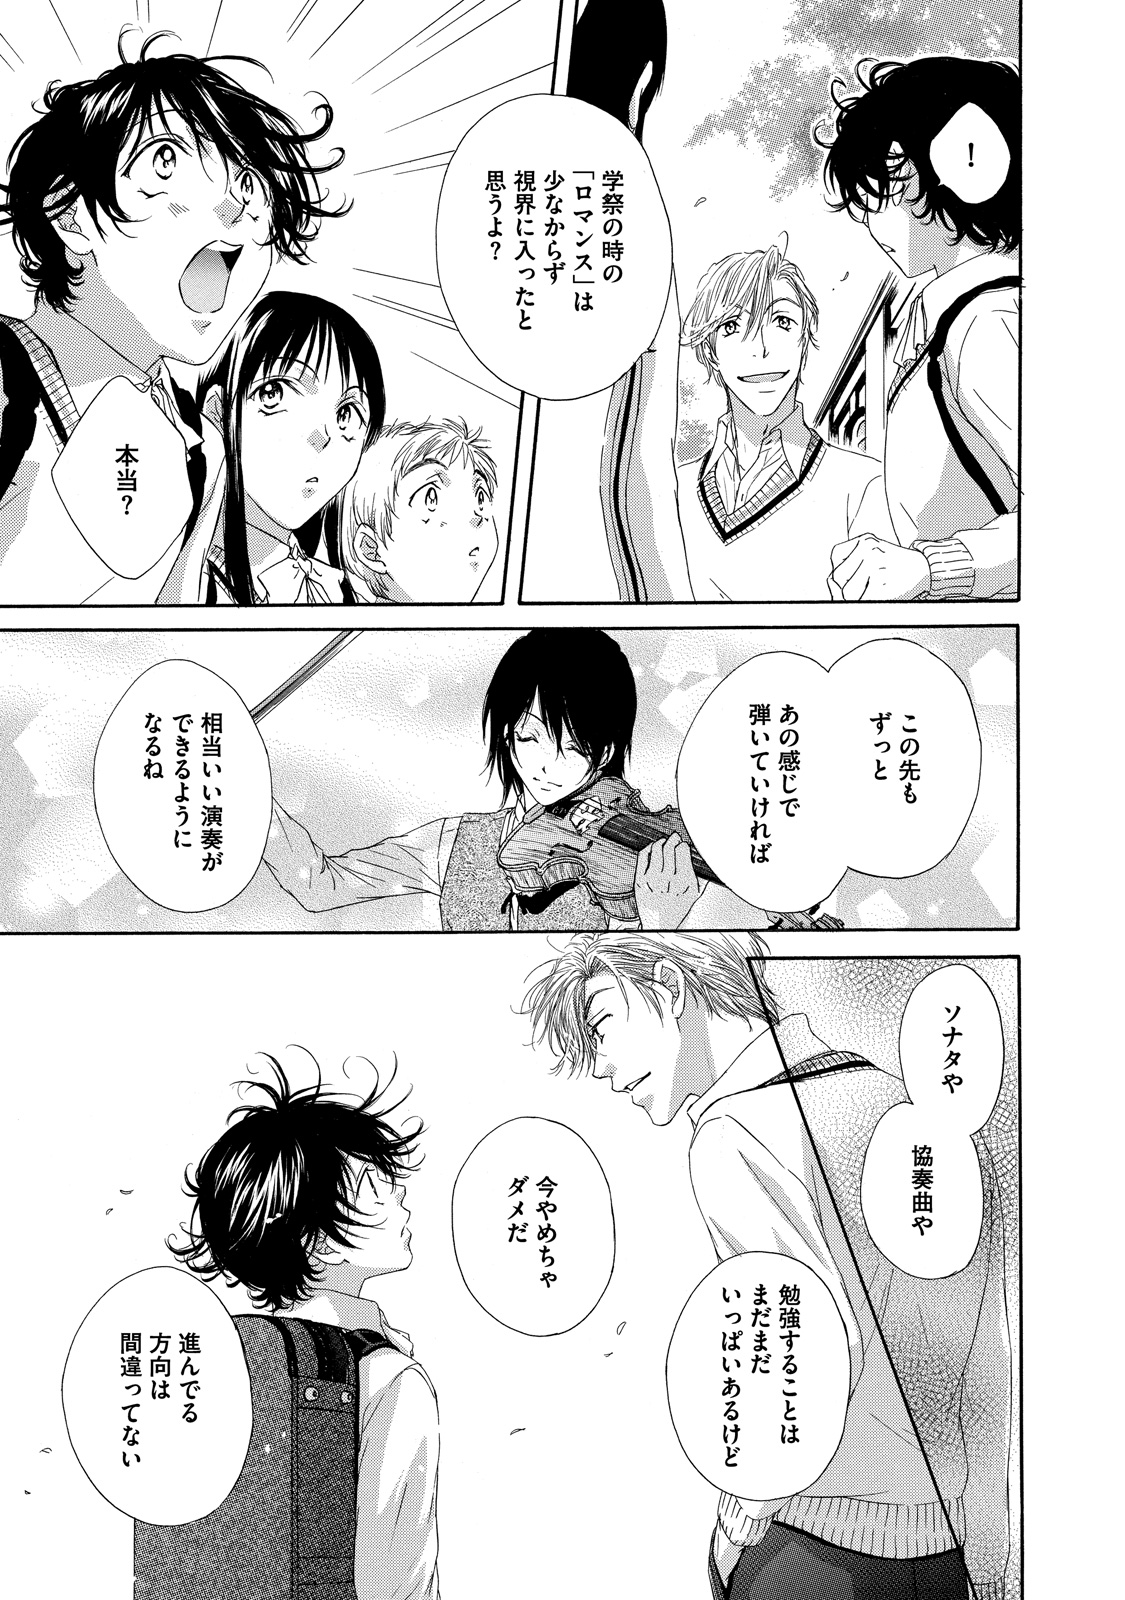 ！
学祭の時の
「ロマンス」は
少なからず
視界に入ったと
思うよ？
本当？
この先も
ずっと
あの感じで
弾いていければ
相当いい演奏が
できるように
なるね
ソナタや
協奏曲や
勉強することは
まだまだ
いっぱいあるけど
今やめちゃ
ダメだ
進んでる
方向は
間違ってない